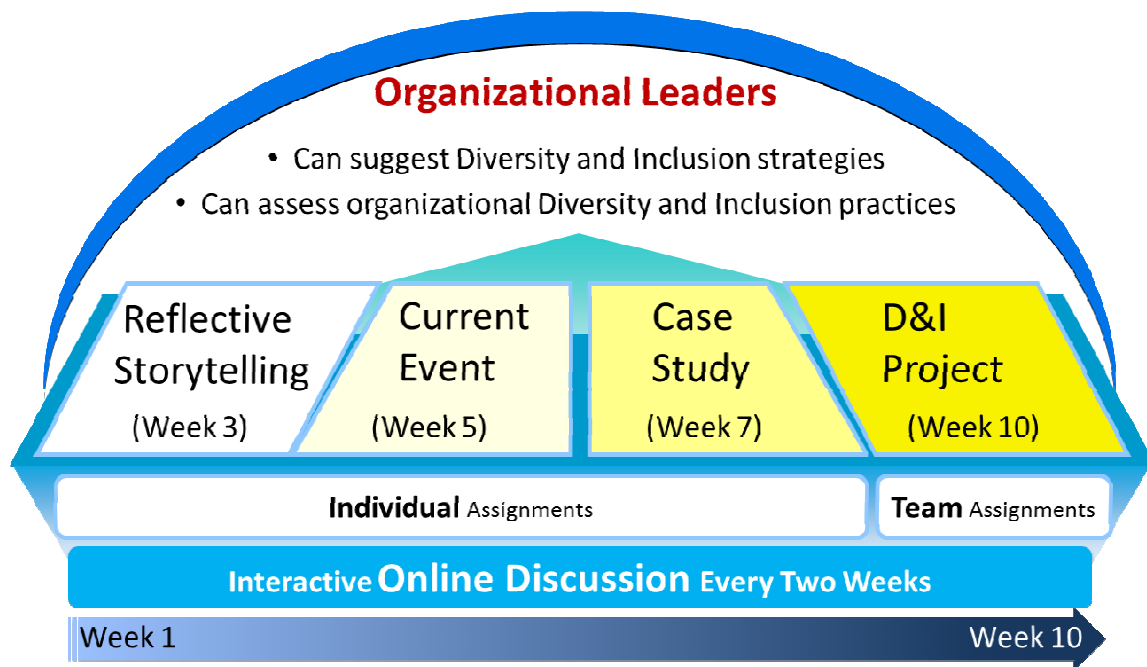 Organizational Leaders
• Can suggest Diversity and Inclusion strategies
• Can assess organizational Diversity and Inclusion practices
Reflective
Storytelling
(Week 3)
Current
Event
(Week 5)
Case
Study
(Week 7)
D&I
Project
(Week 10)
Individual Assignments
Team Assignments
Interactive Online Discussion Every Two Weeks
Week 1
Week 10